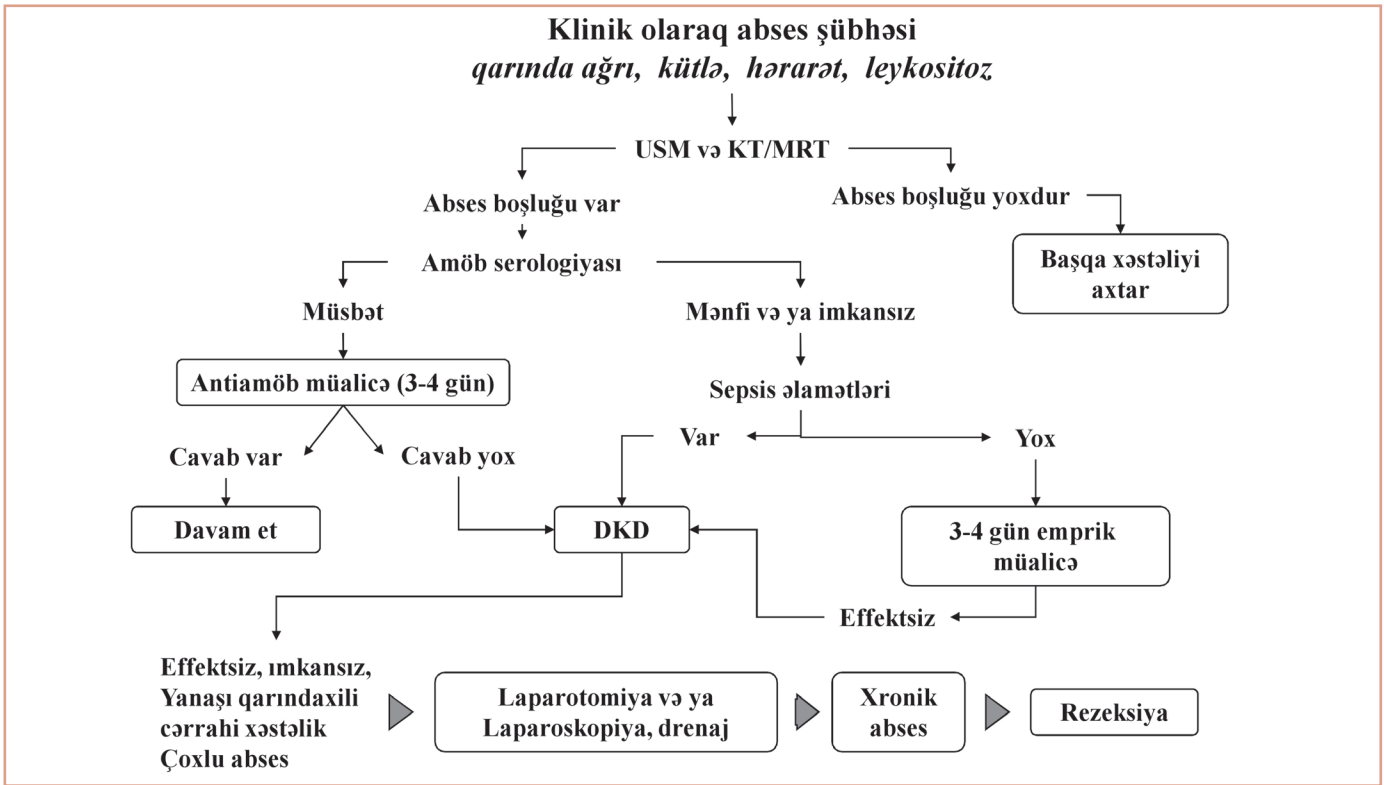 Klinik olaraq abses şübhəsi
qarında ağrı, kütlə, hərarət, leykositoz
USM və KT/MRT
Abses boşluğu var
Abses boşluğu yoxdur
Amöb serologiyası
Başqa xəstəliyi
axtar
Müsbət
Mənfi və ya imkansız
Antiamöb müalicə (3-4 gün)
Sepsis əlamətləri
Var
Yox
Cavab var
Cavab yox
Davam et
DKD
3-4 gün emprik
müalicə
Effektsiz
Effektsiz, ımkansız,
Yanaşı qarındaxili
cərrahi xəstəlik
Çoxlu abses
Laparotomiya və ya
Laparoskopiya, drenaj
Xronik
abses
Rezeksiya